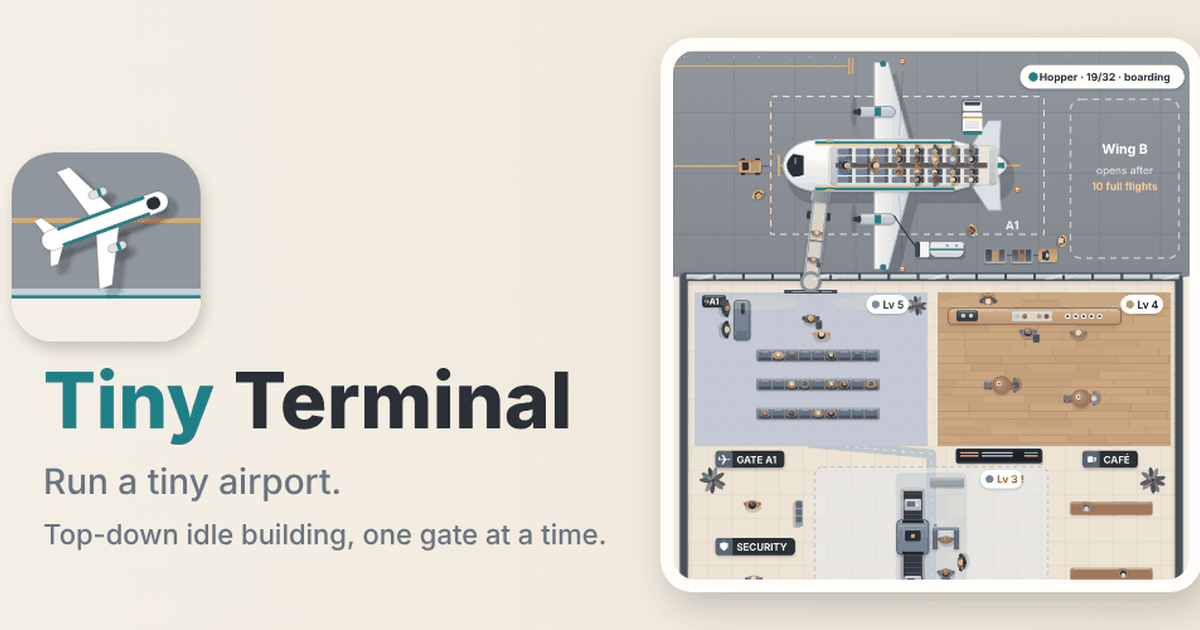 Tiny Terminal
Run a tiny airport.
Top-down idle building, one gate at a time.
Hopper · 19/32 · boarding
Wing B
opens after
10 full flights
A1
A1
Lv 5
Lv 4
GATE A1
CAFÉ
Lv 3 !
SECURITY